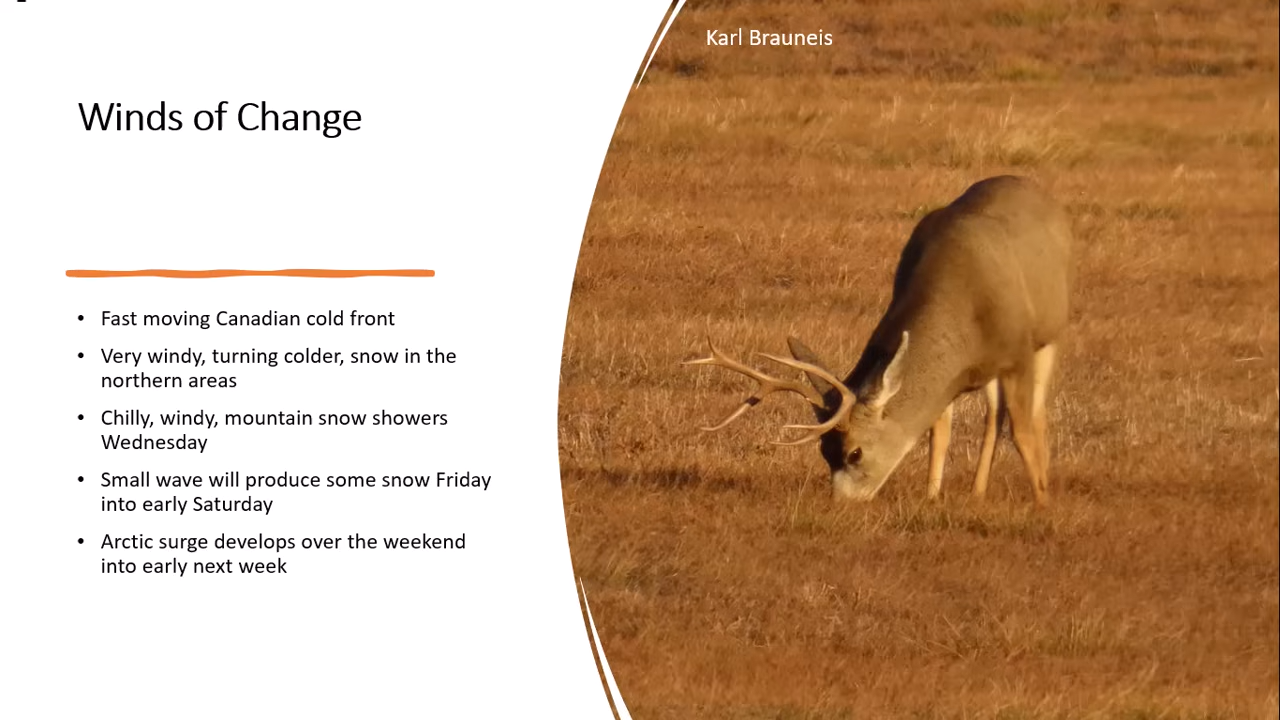 Karl Brauneis
Winds of Change
• Fast moving Canadian cold front
• Very windy, turning colder, snow in the
northern areas
• Chilly, windy, mountain snow showers
Wednesday
• Small wave will produce some snow Friday
into early Saturday
• Arctic surge develops over the weekend
into early next week